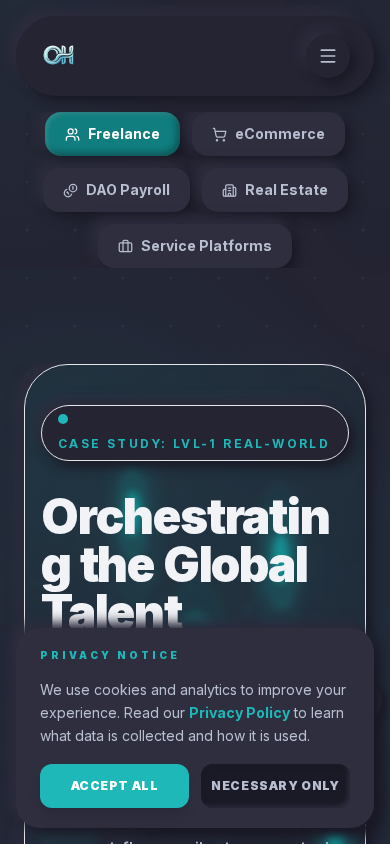 OH
Freelance
eCommerce
DAO Payroll
Real Estate
Service Platforms
CASE STUDY: LVL-1 REAL-WORLD
Orchestratin
g the Global
Talent
PRIVACY NOTICE
We use cookies and analytics to improve your
experience. Read our Privacy Policy to learn
what data is collected and how it is used.
ACCEPT ALL
NECESSARY ONLY